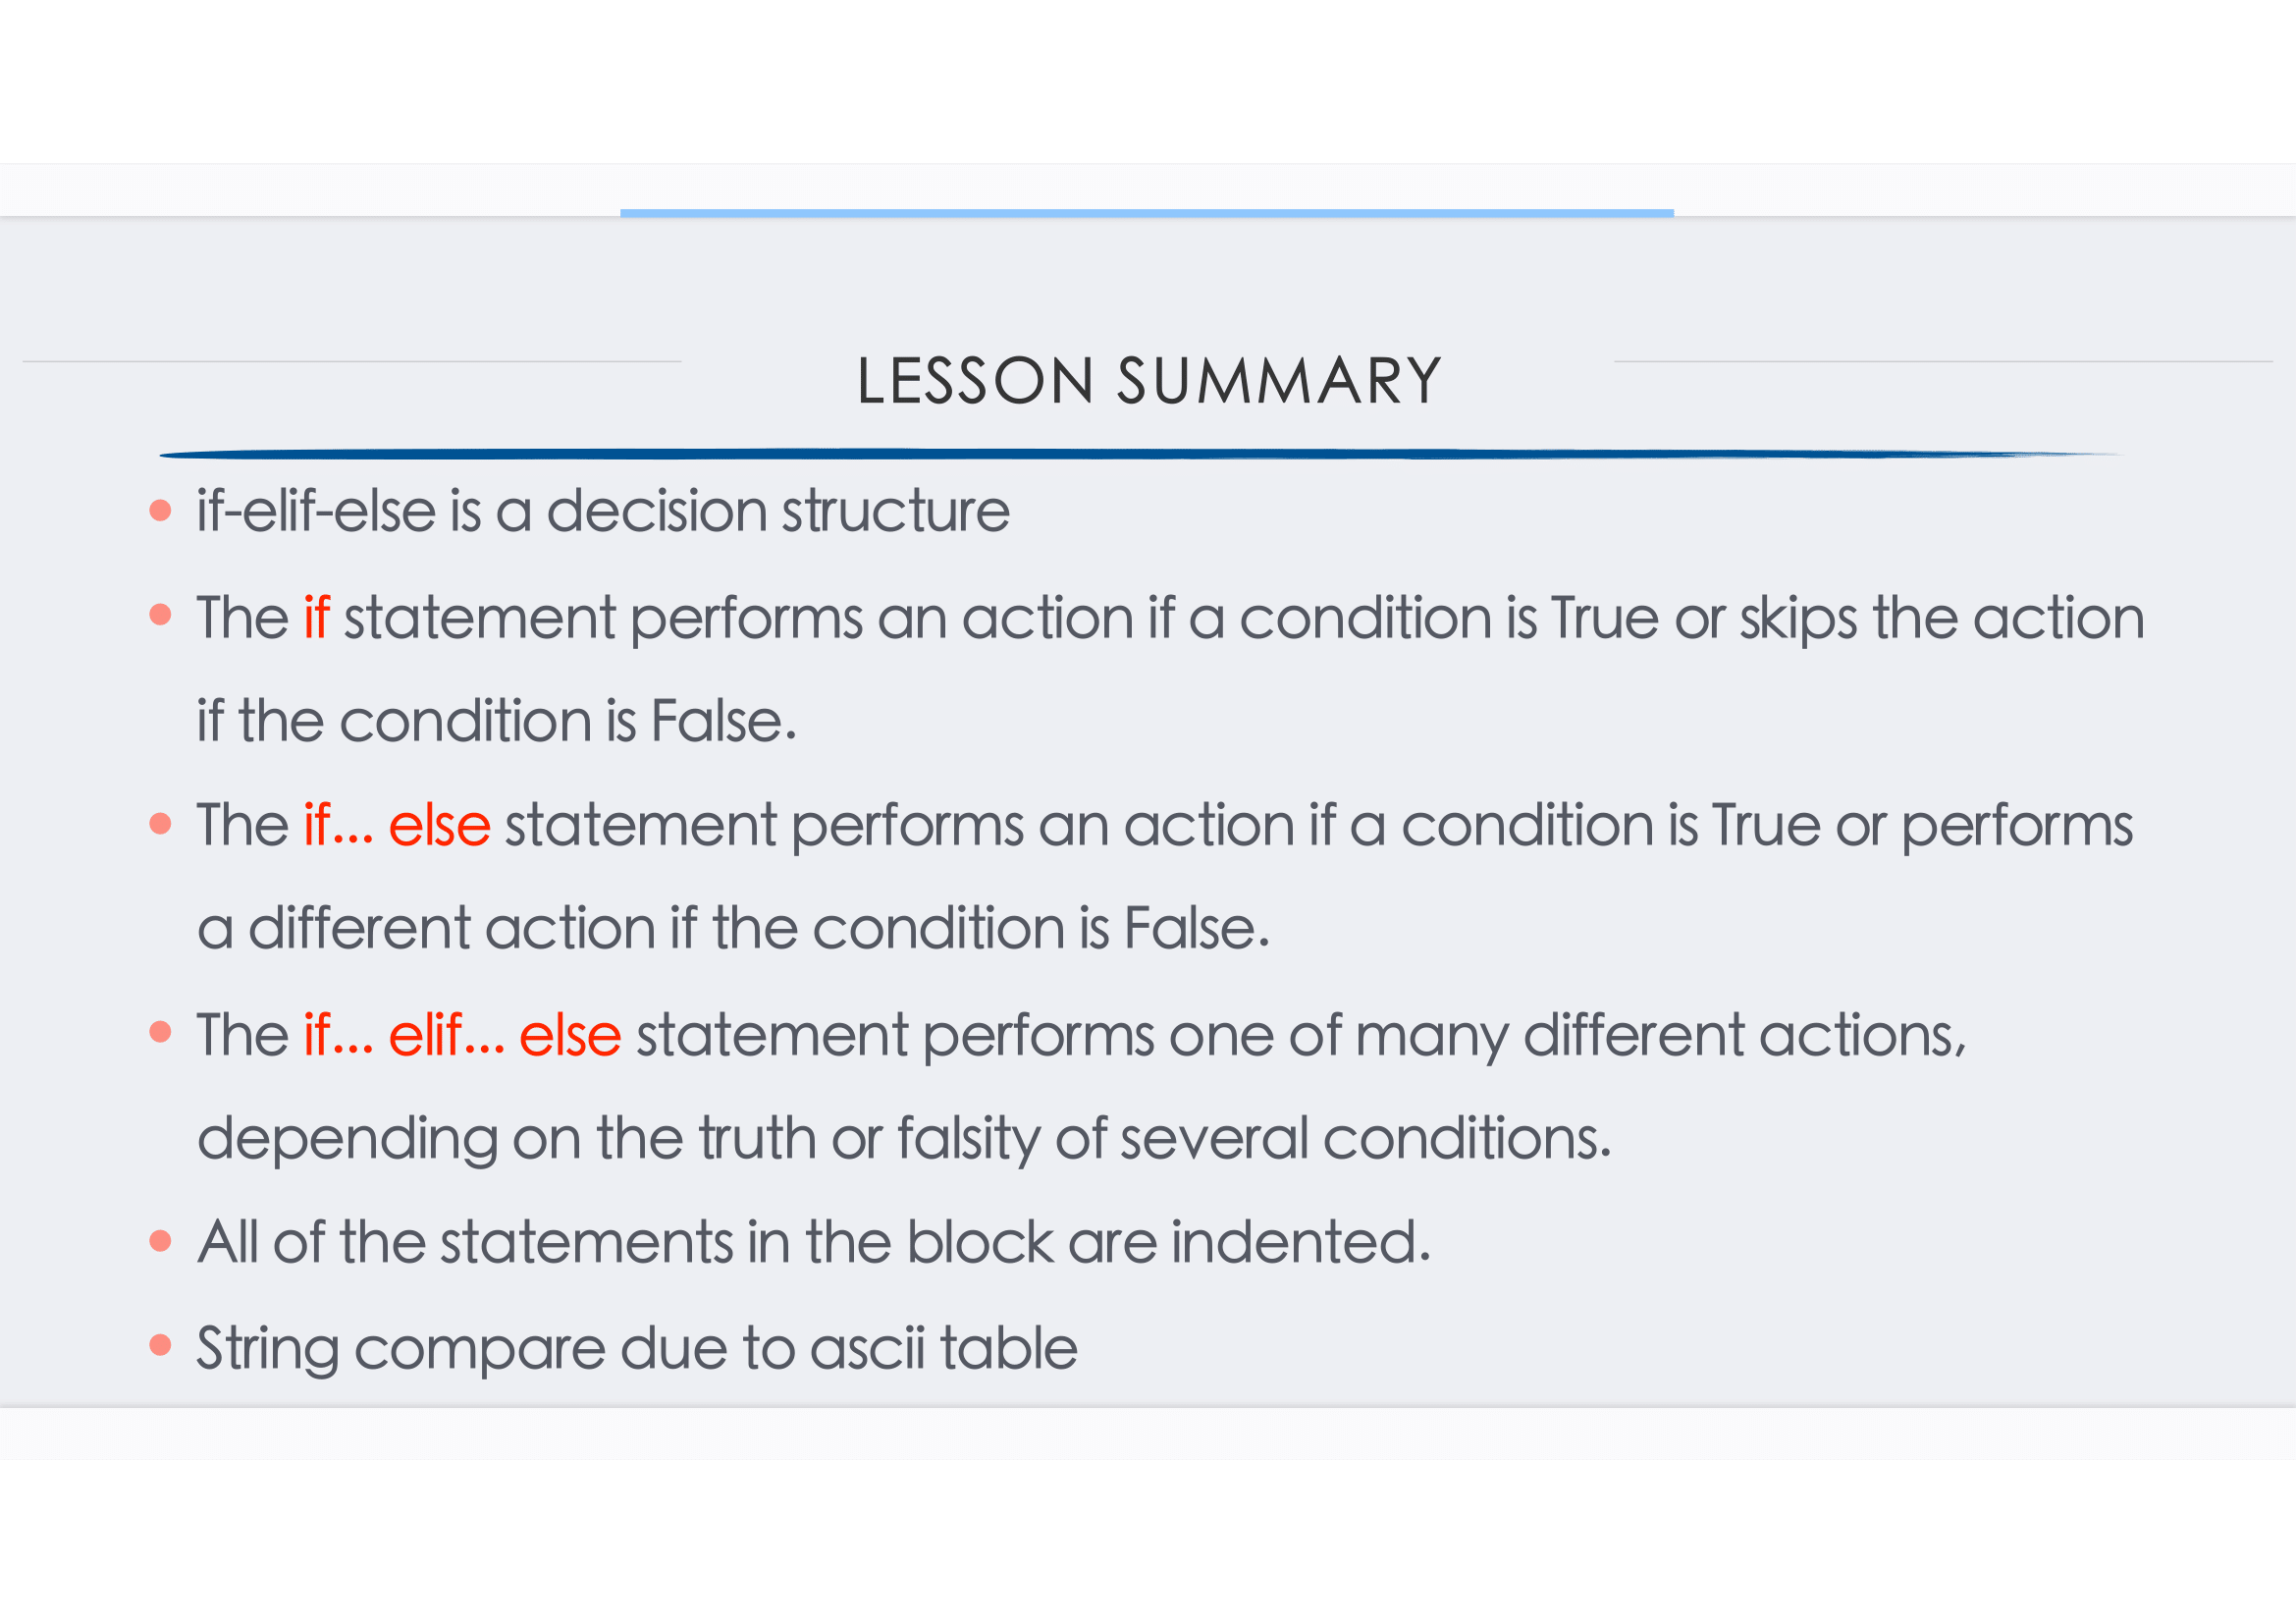 LESSON SUMMARY
• if-elif-else is a decision structure
• The if statement performs an action if a condition is True or skips the action
if the condition is False.
• The if... else statement performs an action if a condition is True or performs
a different action if the condition is False.
• The if... elif... else statement performs one of many different actions,
depending on the truth or falsity of several conditions.
• All of the statements in the block are indented.
• String compare due to ascii table